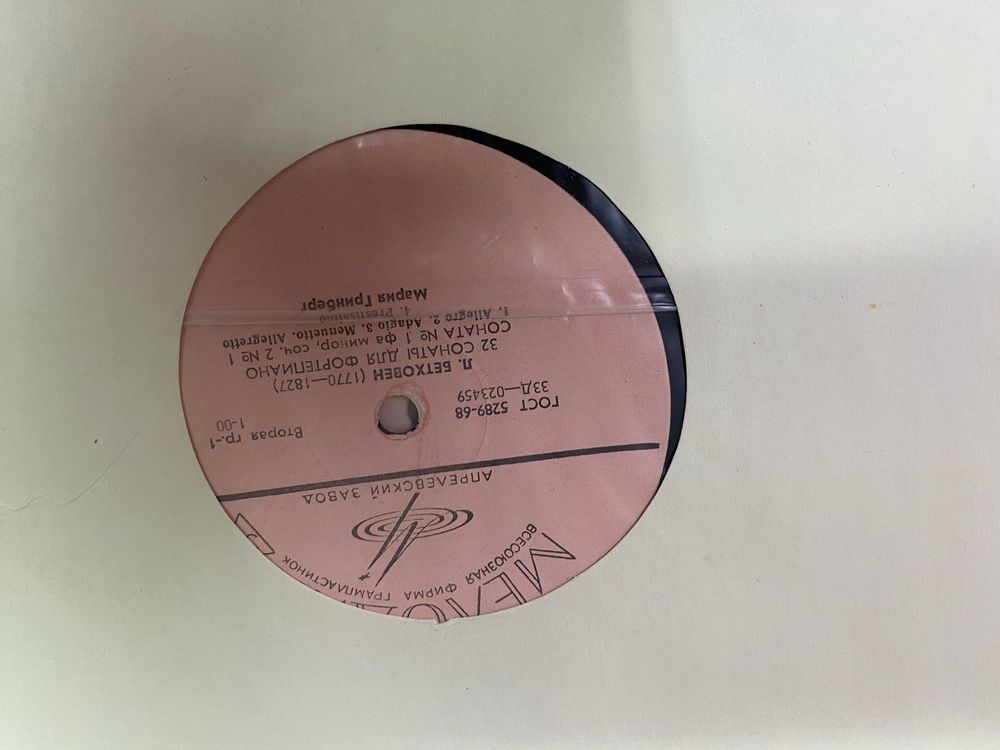 ВСЕСОЮЗНАЯ ФИРМА ГРАМПЛАСТИНОК
АПРЕЛЕВСКИЙ ЗАВОД
ГОСТ 5289-68
33Д—023459
Вторая гр.-1
1-00
Л. БЕТХОВЕН (1770—1827)
32 СОНАТЫ ДЛЯ ФОРТЕПИАНО
СОНАТА № 1 фа минор, соч. 2 № 1
1. Allegro 2. Adagio 3. Menuetto. Allegretto
4. Prestissimo
Мария Гринберг